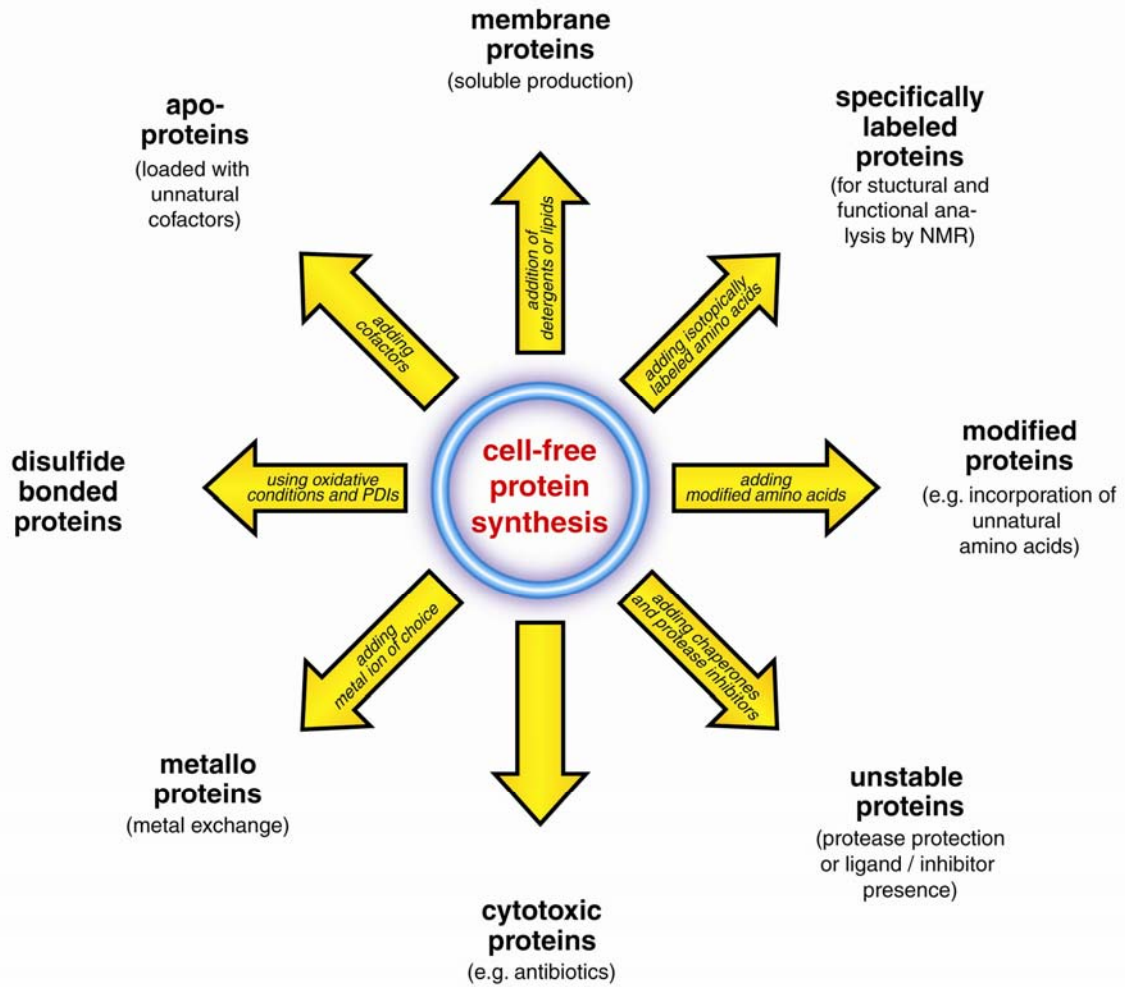 membrane
proteins
(soluble production)
apo-
proteins
(loaded with
unnatural
cofactors)
specifically
labeled
proteins
(for stuctural and
functional ana-
lysis by NMR)
addition of
detergents or lipids
adding
cofactors
adding isotopically
labeled amino acids
disulfide
bonded
proteins
using oxidative
conditions and PDIs
cell-free
protein
synthesis
adding
modified amino acids
modified
proteins
(e.g. incorporation of
unnatural
amino acids)
adding
metal ion of choice
adding chaperones
and protease inhibitors
metallo
proteins
(metal exchange)
unstable
proteins
(protease protection
or ligand / inhibitor
presence)
cytotoxic
proteins
(e.g. antibiotics)